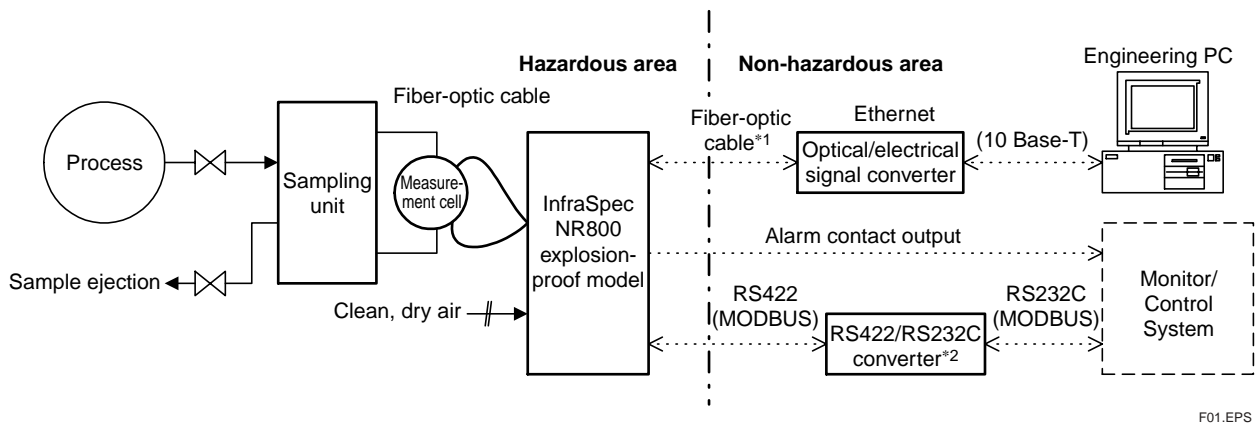 Hazardous area
Non-hazardous area
Engineering PC
Process
Sampling
unit
Fiber-optic cable
Measure-
ment cell
InfraSpec
NR800
explosion-
proof model
Fiber-optic
cable*1
Ethernet
Optical/electrical
signal converter
(10 Base-T)
Alarm contact output
Sample ejection
Clean, dry air
RS422
(MODBUS)
RS422/RS232C
converter*2
RS232C
(MODBUS)
Monitor/
Control
System
F01.EPS